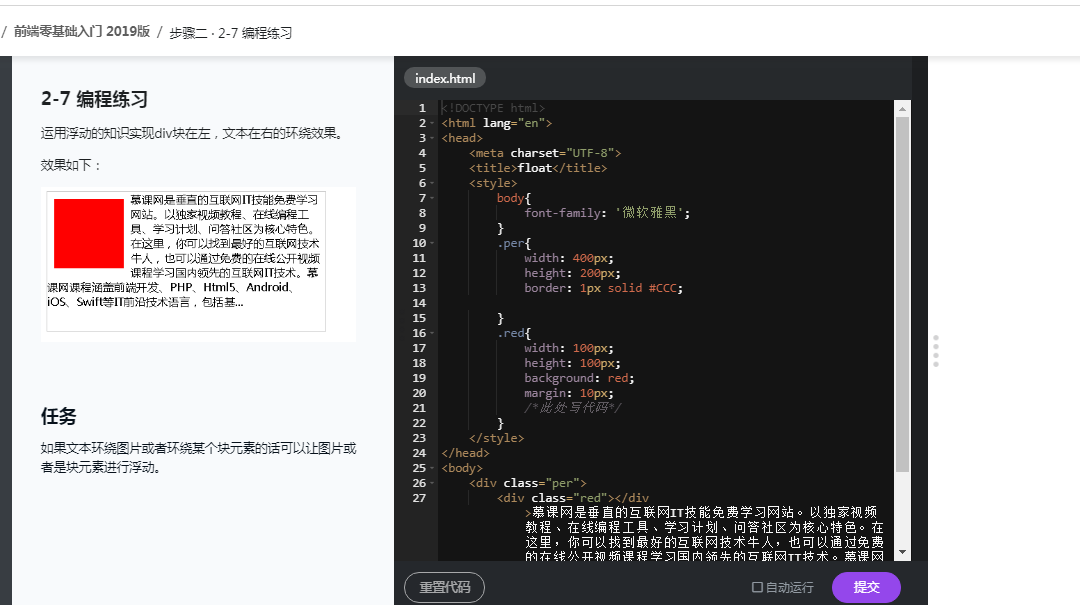 / 前端零基础入门 2019版 / 步骤二 · 2-7 编程练习
2-7 编程练习
运用浮动的知识实现div块在左，文本在右的环绕效果。
效果如下：
慕课网是垂直的互联网IT技能免费学习
网站。以独家视频教程、在线编程工
具、学习计划、问答社区为核心特色。
在这里，你可以找到最好的互联网技术
牛人，也可以通过免费的在线公开视频
课程学习国内领先的互联网IT技术。慕
课网课程涵盖前端开发、PHP、Html5、Android、
iOS、Swift等IT前沿技术语言，包括基...
任务
如果文本环绕图片或者环绕某个块元素的话可以让图片或
者是块元素进行浮动。
index.html
1 <!DOCTYPE html>
2 <html lang="en">
3 <head>
4 <meta charset="UTF-8">
5 <title>float</title>
6 <style>
7 body{
8 font-family: '微软雅黑';
9 }
10 .per{
11 width: 400px;
12 height: 200px;
13 border: 1px solid #CCC;
14
15 }
16 .red{
17 width: 100px;
18 height: 100px;
19 background: red;
20 margin: 10px;
21 /*此处写代码*/
22 }
23 </style>
24 </head>
25 <body>
26 <div class="per">
27 <div class="red"></div
>慕课网是垂直的互联网IT技能免费学习网站。以独家视频
教程、在线编程工具、学习计划、问答社区为核心特色。在
这里，你可以找到最好的互联网技术牛人，也可以通过免费
的在线公开视频课程学习国内领先的互联网IT技术。慕课网
重置代码
自动运行
提交